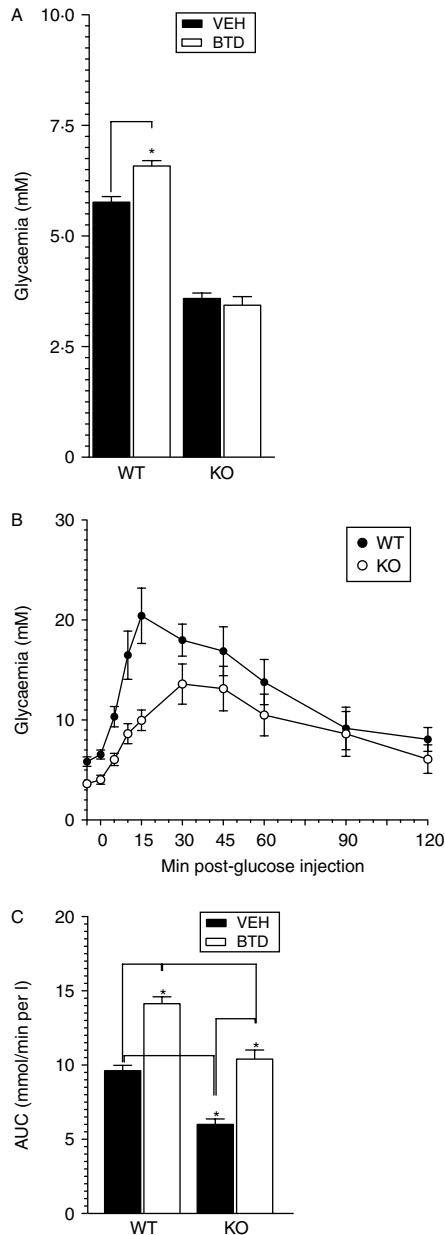 A
VEH
BTD
10·0
7·5
5·0
2·5
0
Glycaemia (mM)
*
WT
KO
B
WT
KO
30
20
10
0
Glycaemia (mM)
0
15
30
45
60
90
120
Min post-glucose injection
C
VEH
BTD
20
15
10
5
0
AUC (mmol/min per l)
*
*
*
WT
KO